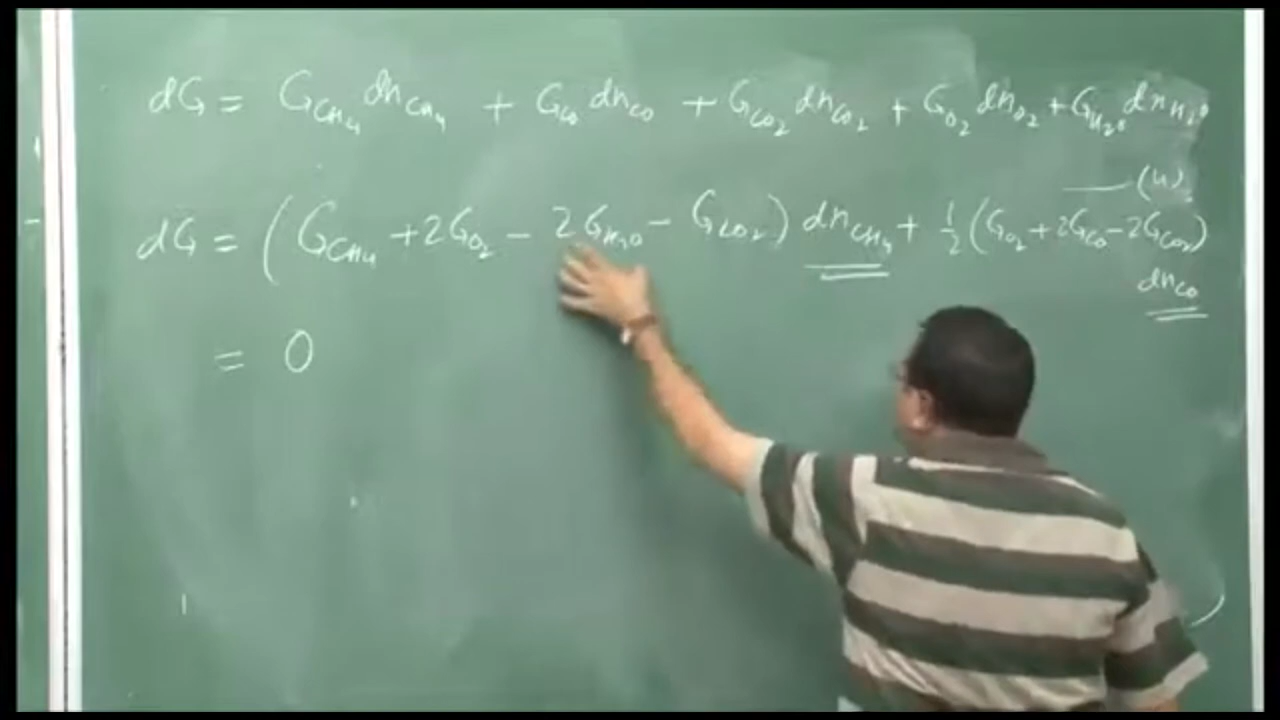 dG = G_CH₄ dn_CH₄ + G_CO dn_CO + G_CO₂ dn_CO₂ + G_O₂ dn_O₂ + G_H₂O dn_H₂O
—— (4)
dG = (G_CH₄ + 2G_O₂ − 2G_H₂O − G_CO₂) dn_CH₄ + ½ (G_O₂ + 2G_CO − 2G_CO₂)
dn_CO
= 0